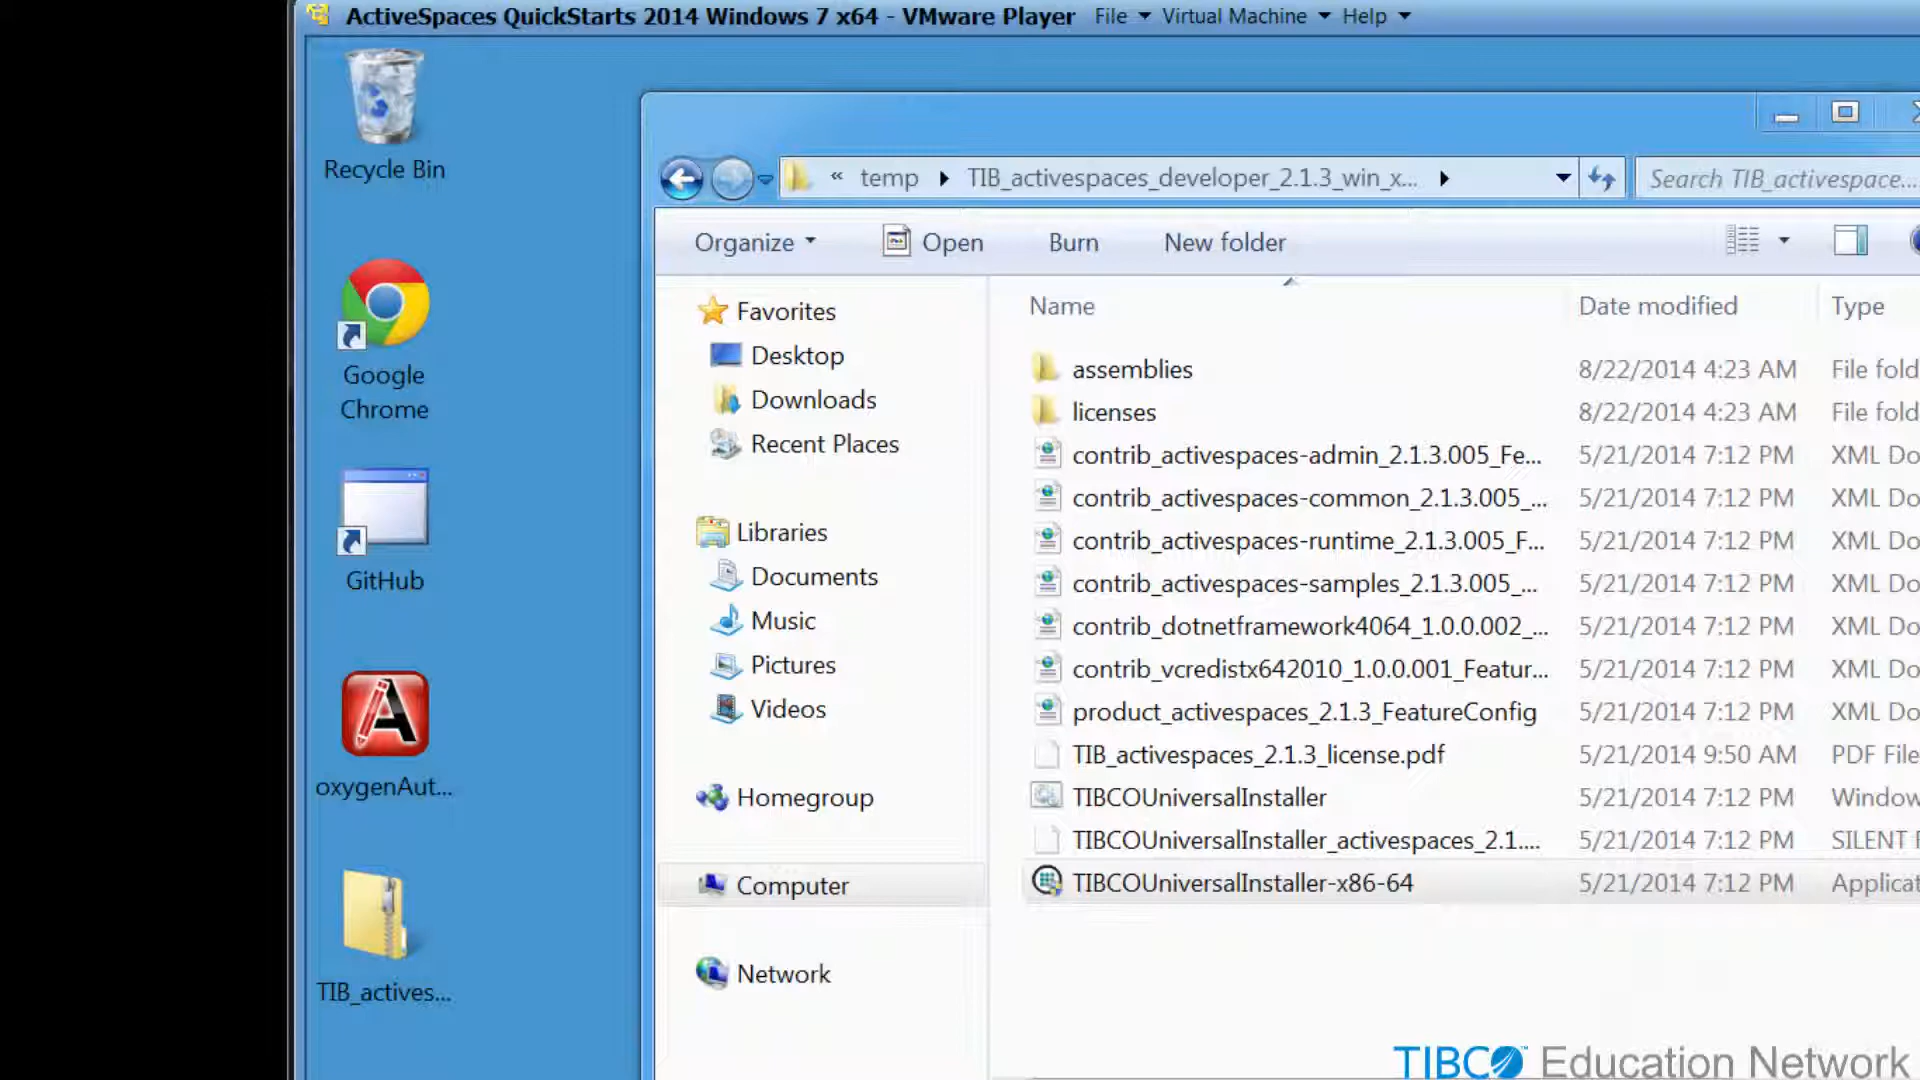 ActiveSpaces QuickStarts 2014 Windows 7 x64 - VMware Player File Virtual Machine Help
Recycle Bin
Google
Chrome
GitHub
oxygenAut...
TIB_actives...
« temp TIB_activespaces_developer_2.1.3_win_x... Search TIB_activespace...
Organize Open Burn New folder
Favorites
Desktop
Downloads
Recent Places
Libraries
Documents
Music
Pictures
Videos
Homegroup
Computer
Network
Name Date modified Type
assemblies 8/22/2014 4:23 AM File fold
licenses 8/22/2014 4:23 AM File fold
contrib_activespaces-admin_2.1.3.005_Fe... 5/21/2014 7:12 PM XML Do
contrib_activespaces-common_2.1.3.005_... 5/21/2014 7:12 PM XML Do
contrib_activespaces-runtime_2.1.3.005_F... 5/21/2014 7:12 PM XML Do
contrib_activespaces-samples_2.1.3.005_... 5/21/2014 7:12 PM XML Do
contrib_dotnetframework4064_1.0.0.002_... 5/21/2014 7:12 PM XML Do
contrib_vcredistx642010_1.0.0.001_Featur... 5/21/2014 7:12 PM XML Do
product_activespaces_2.1.3_FeatureConfig 5/21/2014 7:12 PM XML Do
TIB_activespaces_2.1.3_license.pdf 5/21/2014 9:50 AM PDF File
TIBCOUniversalInstaller 5/21/2014 7:12 PM Window
TIBCOUniversalInstaller_activespaces_2.1.... 5/21/2014 7:12 PM SILENT F
TIBCOUniversalInstaller-x86-64 5/21/2014 7:12 PM Applicat
TIBCO™ Education Network